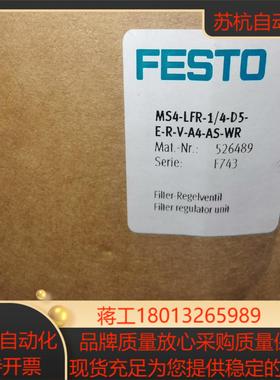 苏杭自动
FESTO
MS4-LFR-1/4-D5-
E-R-V-A4-AS-WR
Mat.-Nr.: 526489
Serie: F743
Filter-Regelventil
Filter regulator unit
蒋工18013265989
自动化 品牌质量放心采购质量保
开票 现货充足为您提供稳定的